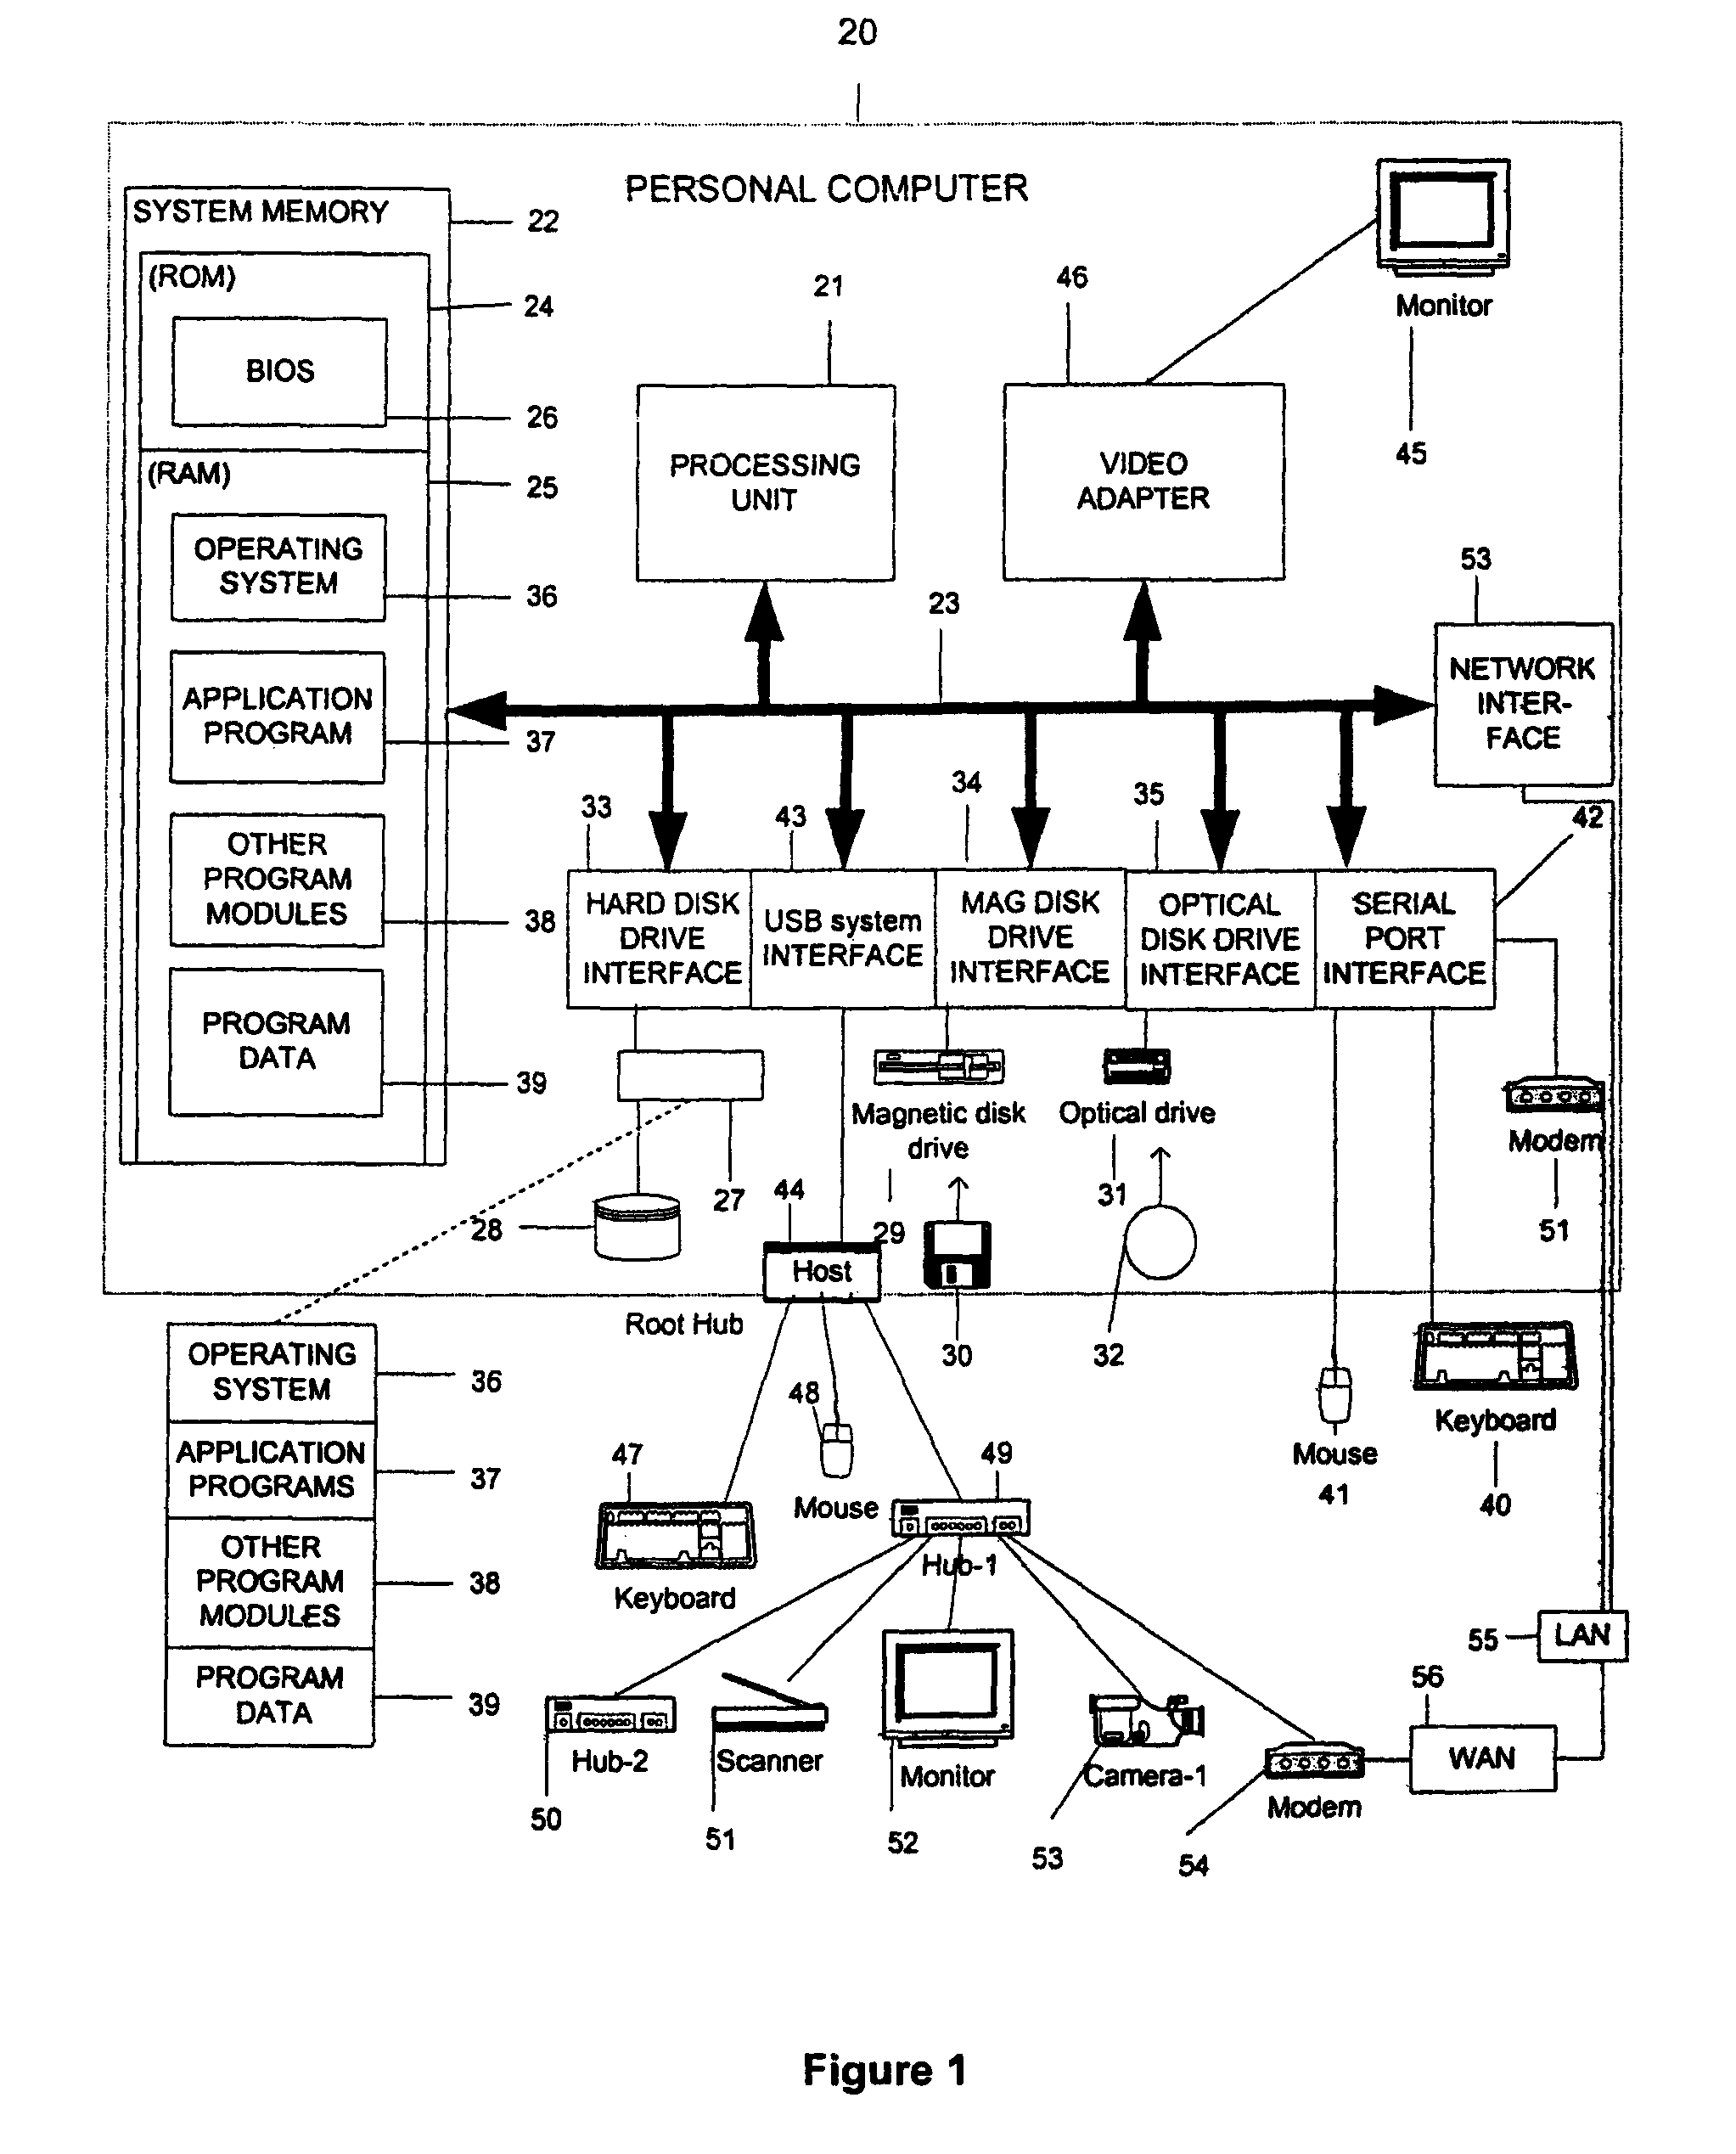 20
PERSONAL COMPUTER
SYSTEM MEMORY
22
(ROM)
24
BIOS
26
(RAM)
25
OPERATING
SYSTEM
36
APPLICATION
PROGRAM
37
OTHER
PROGRAM
MODULES
38
PROGRAM
DATA
39
21
PROCESSING
UNIT
46
VIDEO
ADAPTER
Monitor
45
23
53
NETWORK
INTER-
FACE
33
HARD DISK
DRIVE
INTERFACE
43
USB system
INTERFACE
34
MAG DISK
DRIVE
INTERFACE
35
OPTICAL
DISK DRIVE
INTERFACE
42
SERIAL
PORT
INTERFACE
Magnetic disk
drive
Optical drive
Modem
27
28
44
29
31
51
Host
Root Hub
30
32
OPERATING
SYSTEM
36
APPLICATION
PROGRAMS
37
OTHER
PROGRAM
MODULES
38
PROGRAM
DATA
39
47
Keyboard
48
Mouse
49
Hub-1
Mouse
41
Keyboard
40
55
LAN
56
WAN
Hub-2
50
Scanner
51
Monitor
52
Camera-1
53
Modem
54
Figure 1